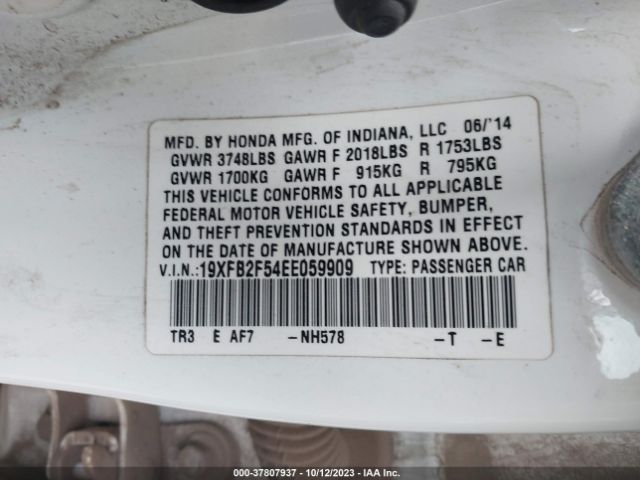 MFD. BY HONDA MFG. OF INDIANA, LLC 06/'14
GVWR 3748LBS GAWR F 2018LBS R 1753LBS
GVWR 1700KG GAWR F 915KG R 795KG
THIS VEHICLE CONFORMS TO ALL APPLICABLE
FEDERAL MOTOR VEHICLE SAFETY, BUMPER,
AND THEFT PREVENTION STANDARDS IN EFFECT
ON THE DATE OF MANUFACTURE SHOWN ABOVE.
V.I.N.:19XFB2F54EE059909 TYPE: PASSENGER CAR
TR3 E AF7 -NH578 -T -E
000-37807937 - 10/12/2023 - IAA Inc.